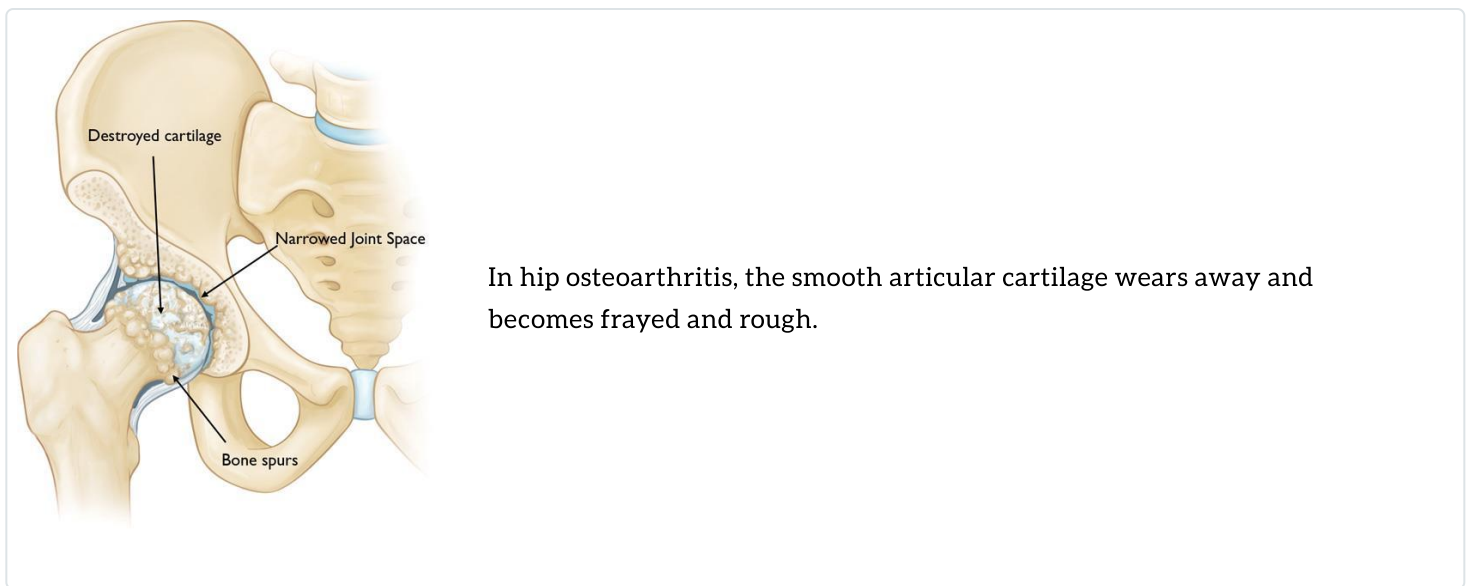 Destroyed cartilage
Narrowed Joint Space
Bone spurs
In hip osteoarthritis, the smooth articular cartilage wears away and
becomes frayed and rough.